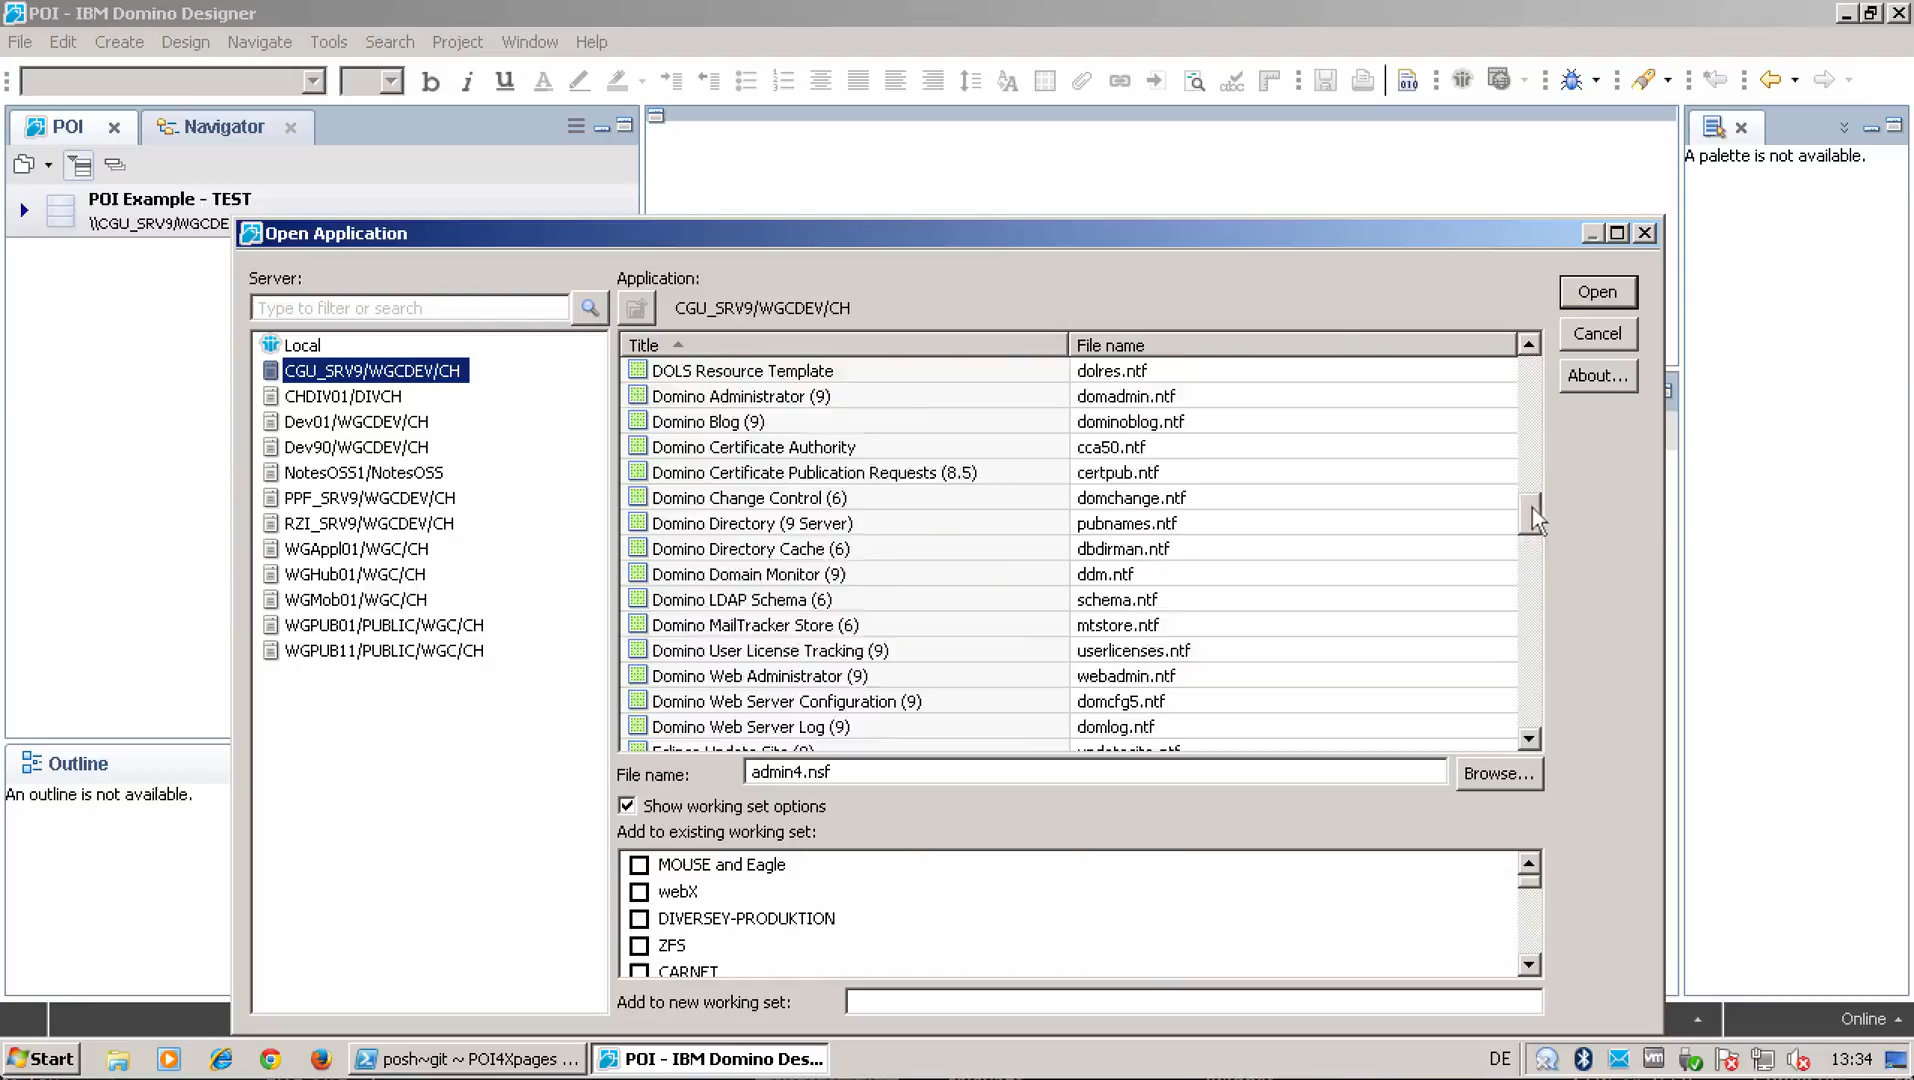 POI - IBM Domino Designer
File Edit Create Design Navigate Tools Search Project Window Help
POI
Navigator
A palette is not available.
POI Example - TEST
\\CGU_SRV9/WGCDE
Open Application
Server:
Application:
Type to filter or search
CGU_SRV9/WGCDEV/CH
Open
Cancel
About...
Local
CGU_SRV9/WGCDEV/CH
CHDIV01/DIVCH
Dev01/WGCDEV/CH
Dev90/WGCDEV/CH
NotesOSS1/NotesOSS
PPF_SRV9/WGCDEV/CH
RZI_SRV9/WGCDEV/CH
WGAppl01/WGC/CH
WGHub01/WGC/CH
WGMob01/WGC/CH
WGPUB01/PUBLIC/WGC/CH
WGPUB11/PUBLIC/WGC/CH
Title File name
DOLS Resource Template dolres.ntf
Domino Administrator (9) domadmin.ntf
Domino Blog (9) dominoblog.ntf
Domino Certificate Authority cca50.ntf
Domino Certificate Publication Requests (8.5) certpub.ntf
Domino Change Control (6) domchange.ntf
Domino Directory (9 Server) pubnames.ntf
Domino Directory Cache (6) dbdirman.ntf
Domino Domain Monitor (9) ddm.ntf
Domino LDAP Schema (6) schema.ntf
Domino MailTracker Store (6) mtstore.ntf
Domino User License Tracking (9) userlicenses.ntf
Domino Web Administrator (9) webadmin.ntf
Domino Web Server Configuration (9) domcfg5.ntf
Domino Web Server Log (9) domlog.ntf
File name: admin4.nsf Browse...
Show working set options
Add to existing working set:
MOUSE and Eagle
webX
DIVERSEY-PRODUKTION
ZFS
CARNET
Add to new working set:
Outline
An outline is not available.
Online
Start
posh~git ~ POI4Xpages ...
POI - IBM Domino Des...
DE
13:34